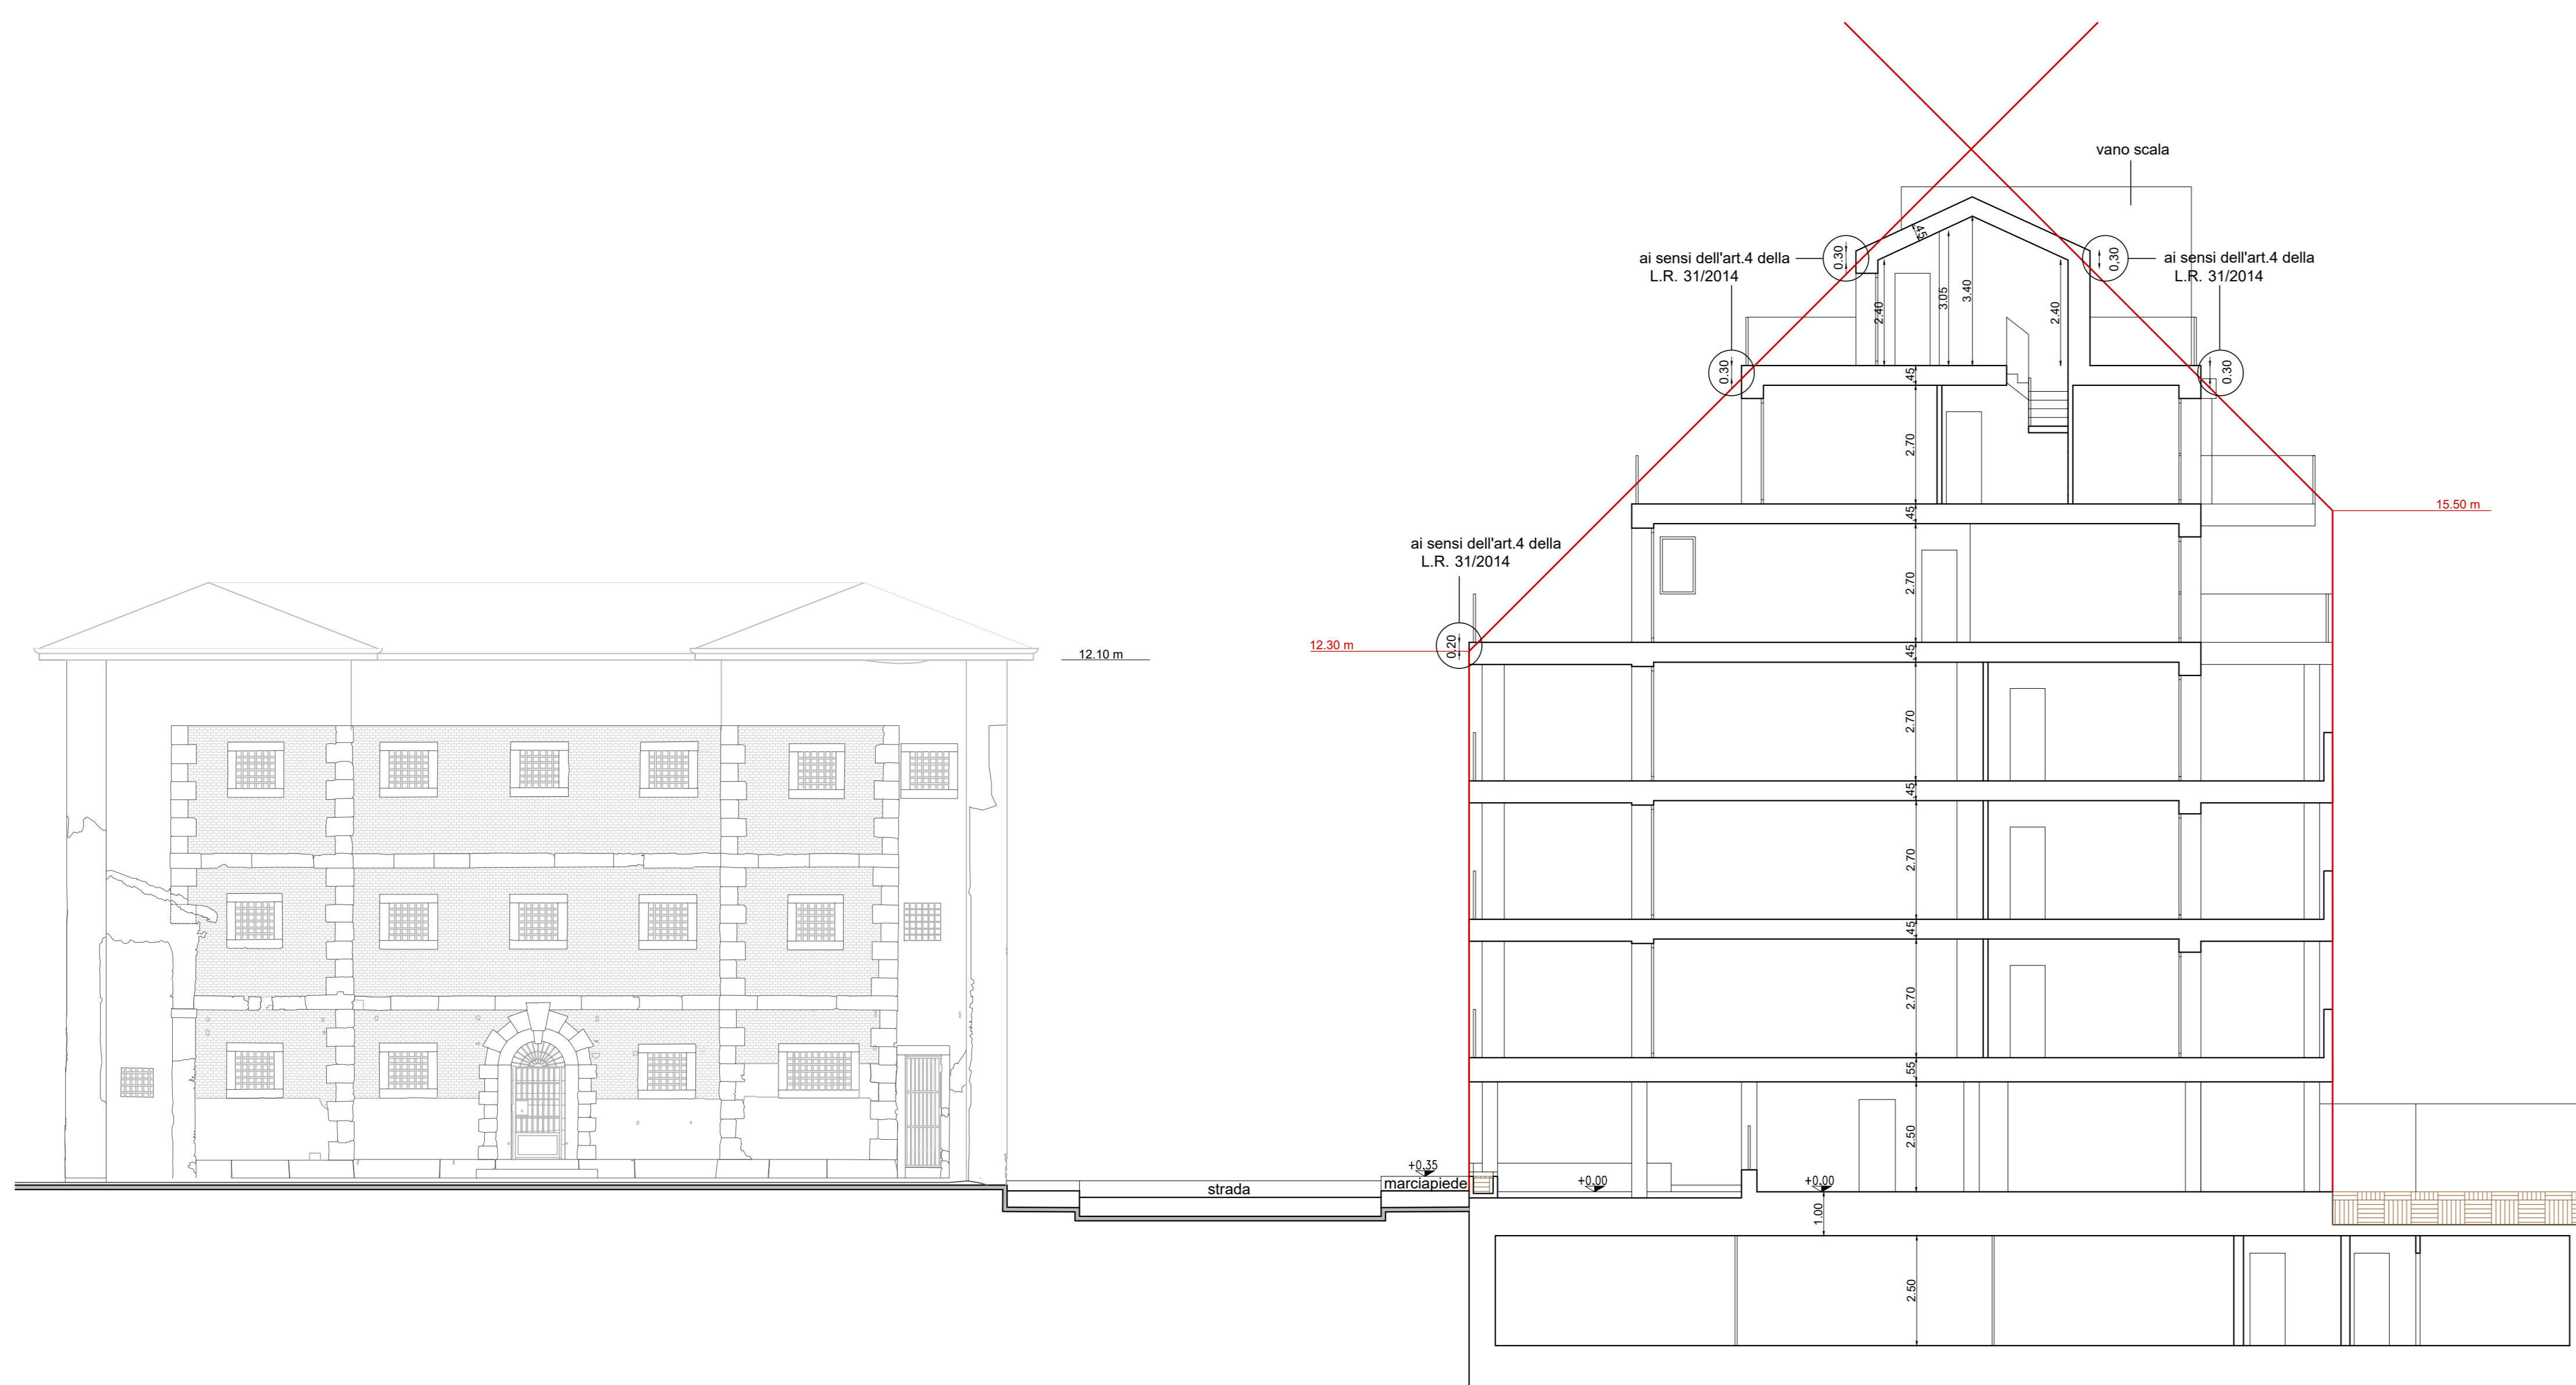 vano scala
ai sensi dell'art.4 della
L.R. 31/2014
0.30
.45
0,30
ai sensi dell'art.4 della
L.R. 31/2014
2.40
3.05
3.40
2.40
0.30
.45
0.30
2.70
15.50 m
.45
ai sensi dell'art.4 della
L.R. 31/2014
2.70
12.30 m
0.20
12.10 m
.45
2.70
.45
2.70
.45
2.70
.55
2.50
+0.35
marciapiede
strada
+0.00
+0.00
1.00
2.50